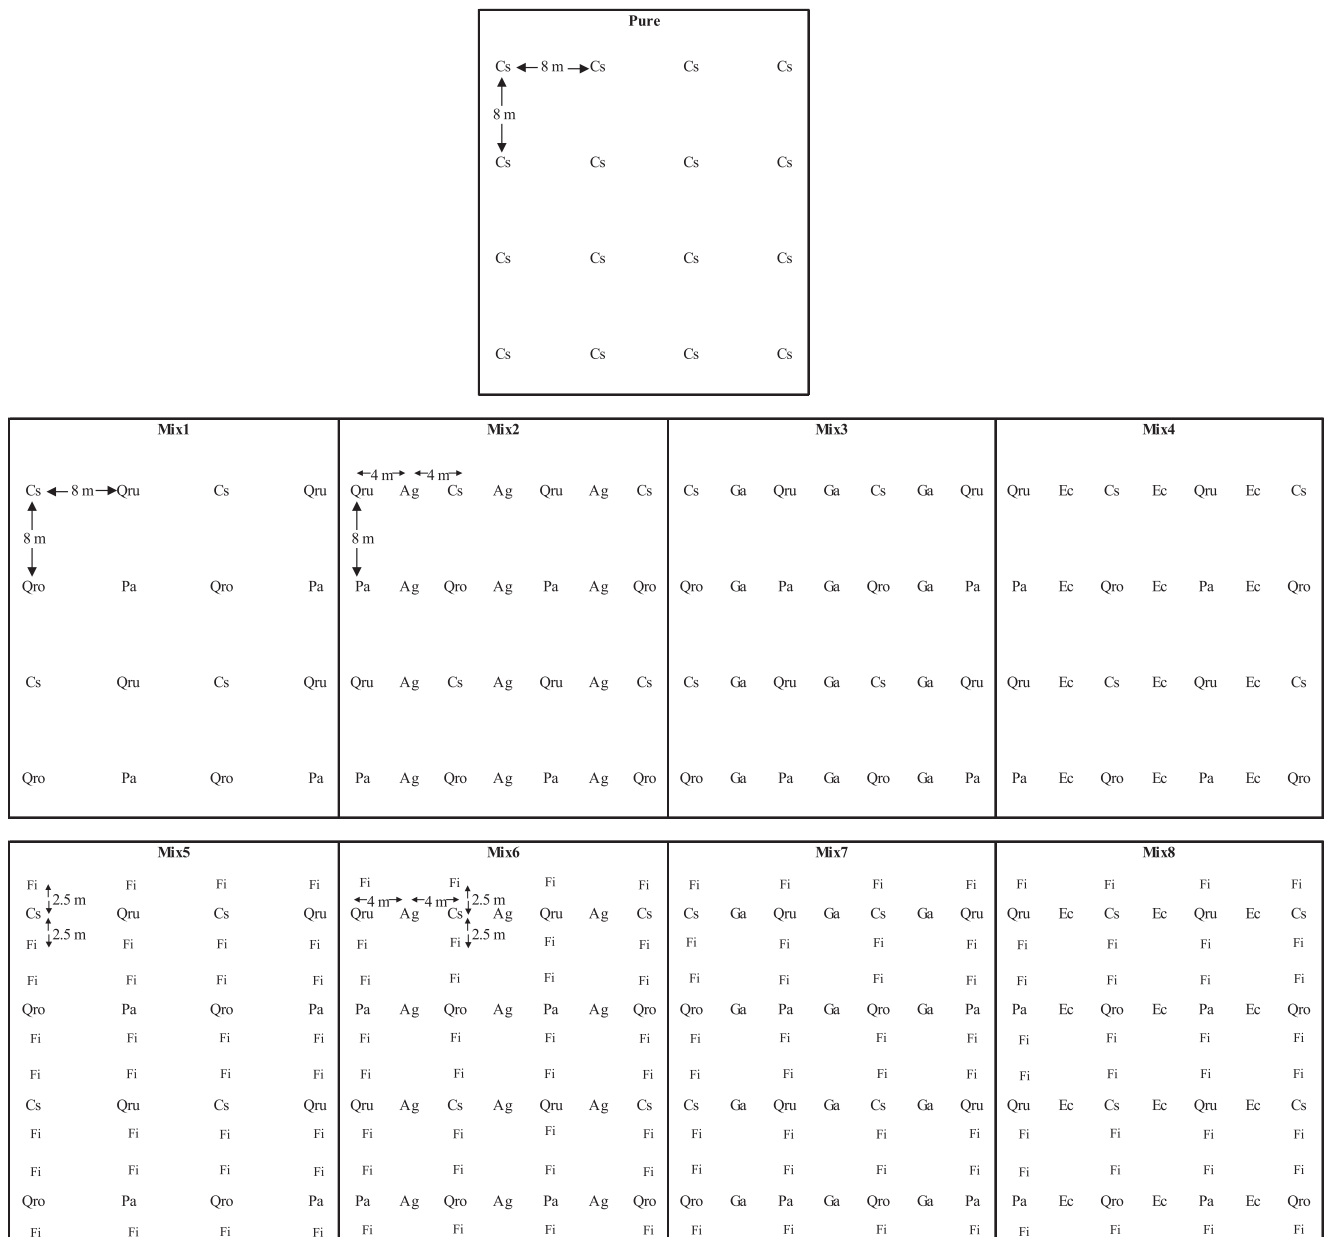 Pure
Cs 8 m Cs Cs Cs
8 m
Cs Cs Cs Cs
Cs Cs Cs Cs
Cs Cs Cs Cs
Mix1 Mix2 Mix3 Mix4
4 m 4 m
Cs 8 m Qru Cs Qru Qru Ag Cs Ag Qru Ag Cs Cs Ga Qru Ga Cs Ga Qru Qru Ec Cs Ec Qru Ec Cs
8 m 8 m
Qro Pa Qro Pa Pa Ag Qro Ag Pa Ag Qro Qro Ga Pa Ga Qro Ga Pa Pa Ec Qro Ec Pa Ec Qro
Cs Qru Cs Qru Qru Ag Cs Ag Qru Ag Cs Cs Ga Qru Ga Cs Ga Qru Qru Ec Cs Ec Qru Ec Cs
Qro Pa Qro Pa Pa Ag Qro Ag Pa Ag Qro Qro Ga Pa Ga Qro Ga Pa Pa Ec Qro Ec Pa Ec Qro
Mix5 Mix6 Mix7 Mix8
Fi Fi Fi Fi Fi Fi Fi Fi Fi Fi Fi Fi Fi Fi Fi Fi
2.5 m 4 m 4 m 2.5 m
Cs Qru Cs Qru Qru Ag Cs Ag Qru Ag Cs Cs Ga Qru Ga Cs Ga Qru Qru Ec Cs Ec Qru Ec Cs
2.5 m 2.5 m
Fi Fi Fi Fi Fi Fi Fi Fi Fi Fi Fi Fi Fi Fi Fi Fi
Fi Fi Fi Fi Fi Fi Fi Fi Fi Fi Fi Fi Fi Fi Fi Fi
Qro Pa Qro Pa Pa Ag Qro Ag Pa Ag Qro Qro Ga Pa Ga Qro Ga Pa Pa Ec Qro Ec Pa Ec Qro
Fi Fi Fi Fi Fi Fi Fi Fi Fi Fi Fi Fi Fi Fi Fi Fi
Fi Fi Fi Fi Fi Fi Fi Fi Fi Fi Fi Fi Fi Fi Fi Fi
Cs Qru Cs Qru Qru Ag Cs Ag Qru Ag Cs Cs Ga Qru Ga Cs Ga Qru Qru Ec Cs Ec Qru Ec Cs
Fi Fi Fi Fi Fi Fi Fi Fi Fi Fi Fi Fi Fi Fi Fi Fi
Fi Fi Fi Fi Fi Fi Fi Fi Fi Fi Fi Fi Fi Fi Fi Fi
Qro Pa Qro Pa Pa Ag Qro Ag Pa Ag Qro Qro Ga Pa Ga Qro Ga Pa Pa Ec Qro Ec Pa Ec Qro
Fi Fi Fi Fi Fi Fi Fi Fi Fi Fi Fi Fi Fi Fi Fi Fi